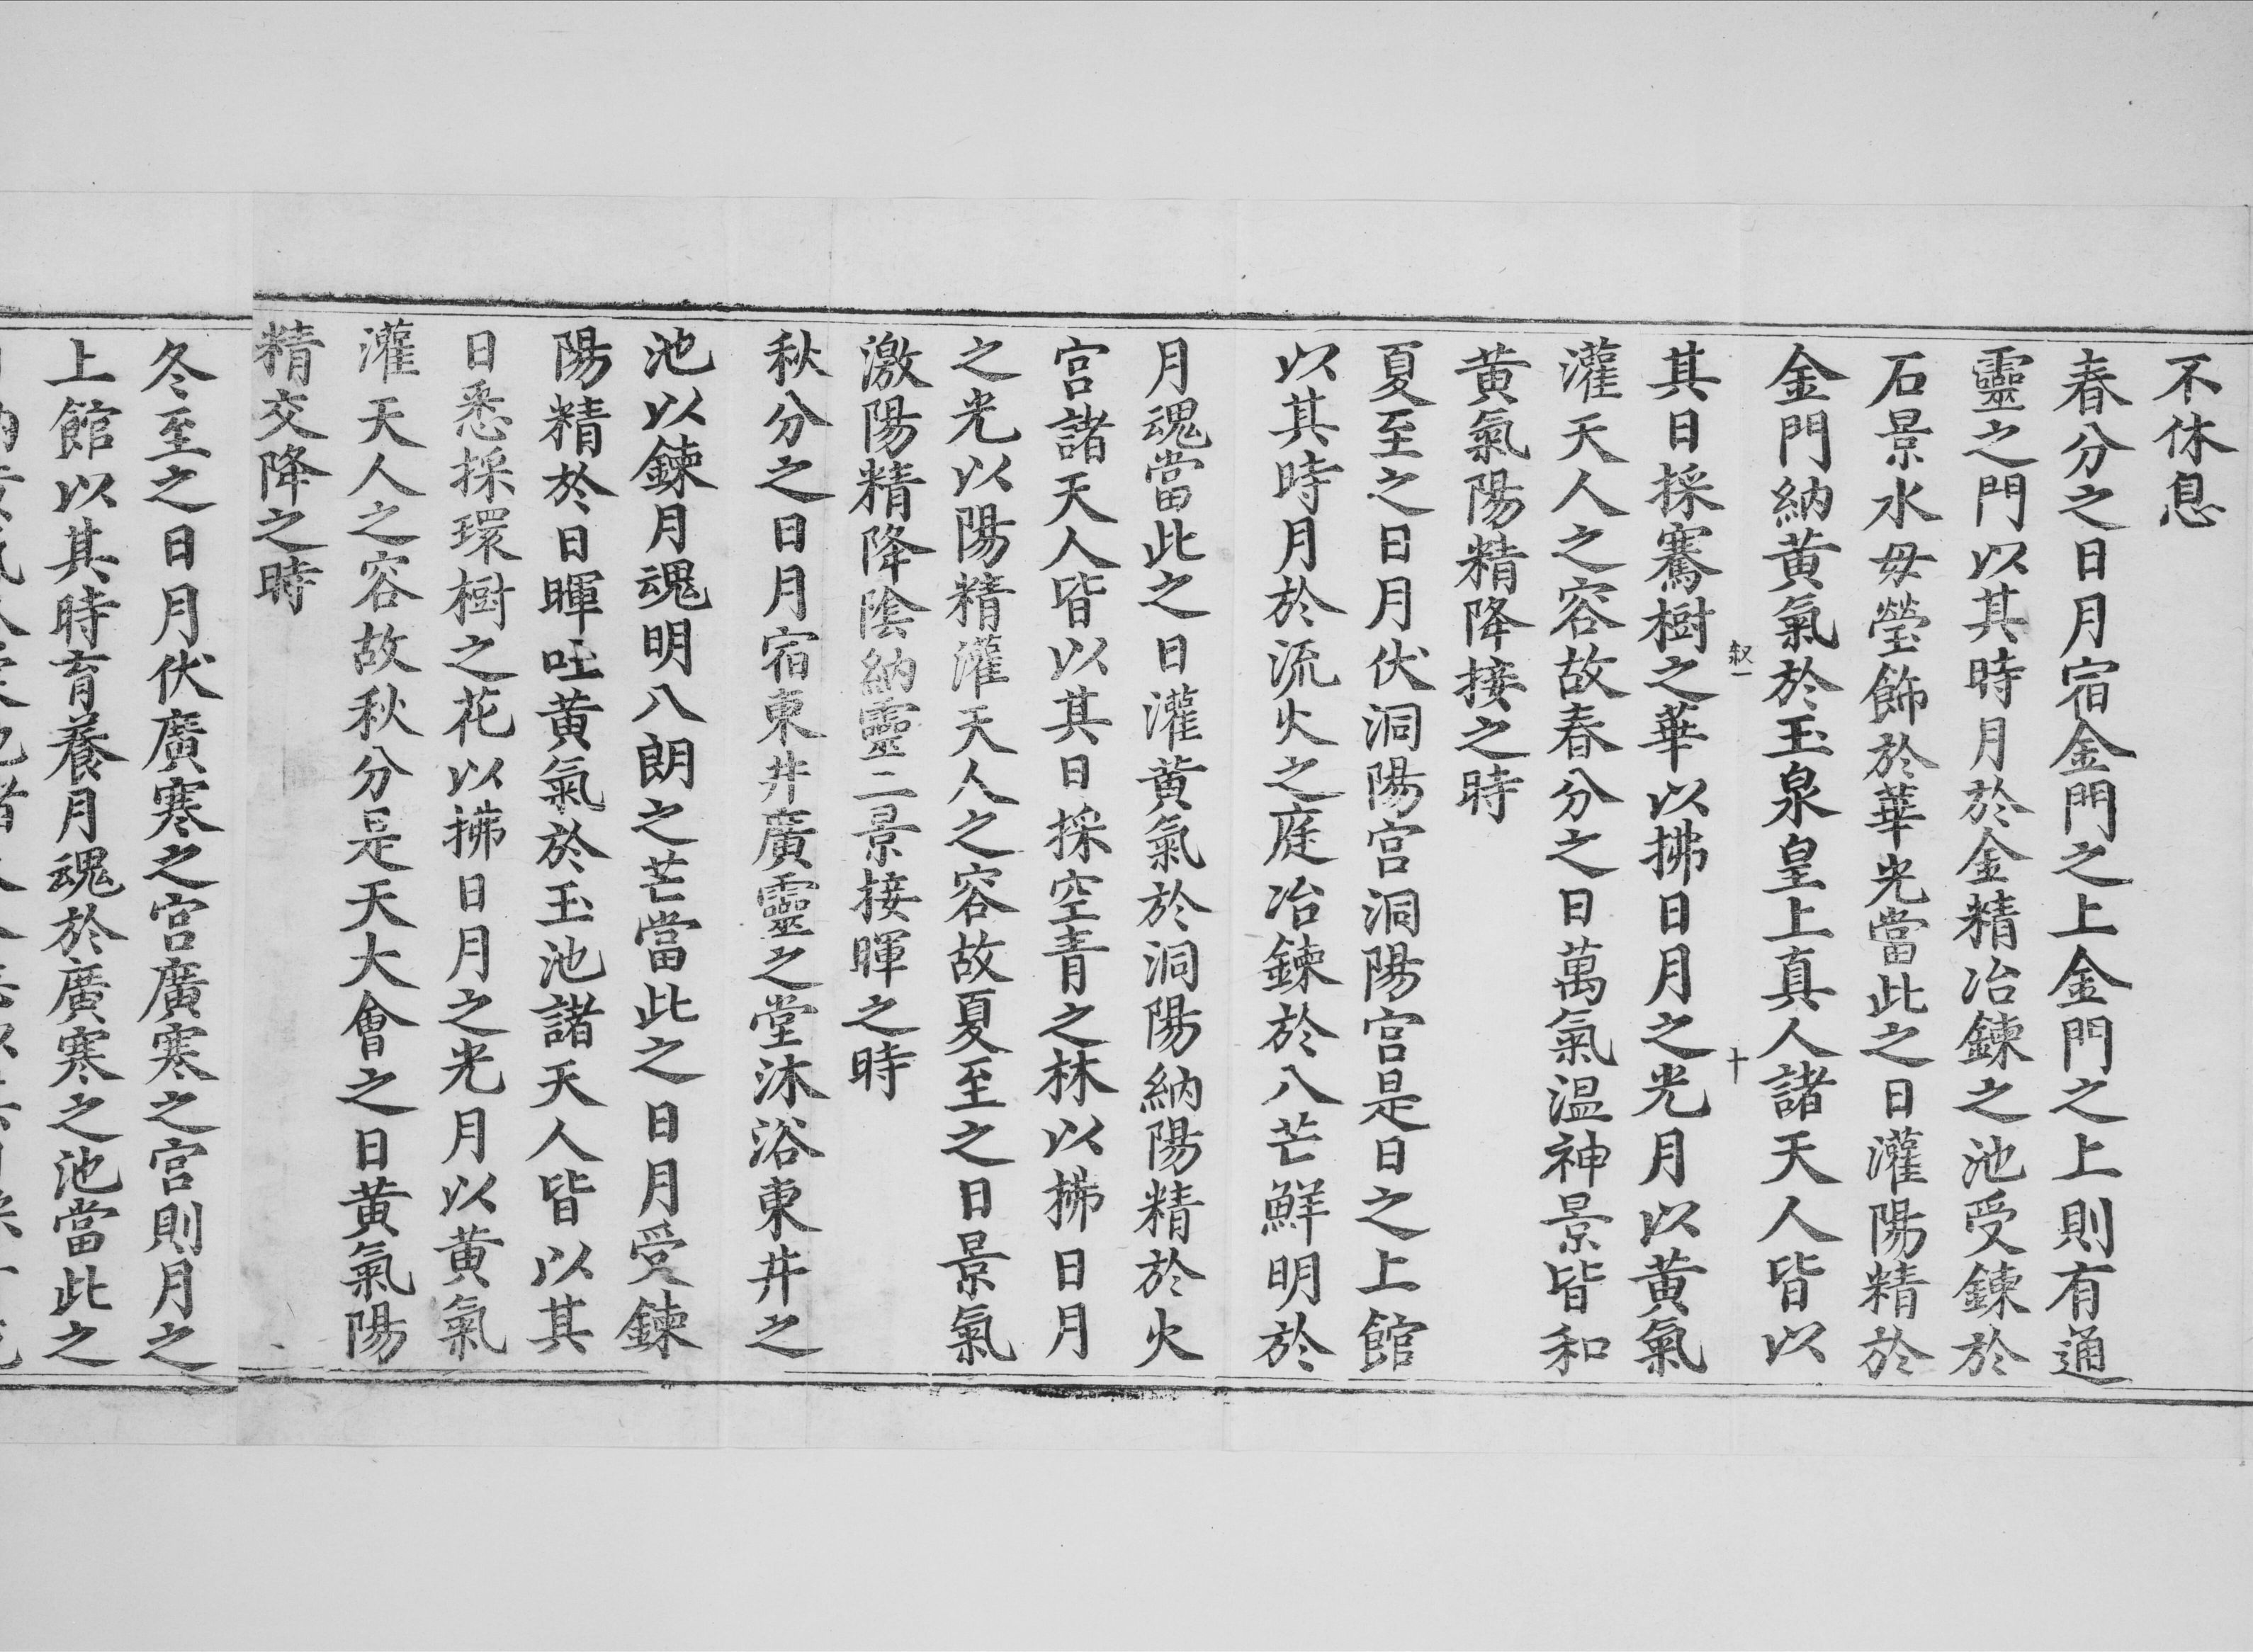 不休息
春分之日月宿金門之上金門之上則有通
靈之門以其時月於金精冶鍊之池受鍊於
石景水母瑩飾於華光當此之日灌陽精於
金門納黃氣於玉泉皇上真人諸天人皆以
叙一 十
其日採騫樹之華以拂日月之光月以黃氣
灌天人之容故春分之日萬氣温神景皆和
黃氣陽精降接之時
夏至之日月伏洞陽宮洞陽宮是日之上館
以其時月於流火之庭冶鍊於八芒鮮明於
月魂當此之日灌黃氣於洞陽納陽精於火
宮諸天人皆以其日採空青之林以拂日月
之光以陽精灌天人之容故夏至之日景氣
激陽精降陰納靈二景接暉之時
秋分之日月宿東井廣靈之堂沐浴東井之
池以鍊月魂明八朗之芒當此之日月受鍊
陽精於日暉吐黃氣於玉池諸天人皆以其
日悉採環樹之花以拂日月之光月以黃氣
灌天人之容故秋分是天大會之日黃氣陽
精交降之時
冬至之日月伏廣寒之宮廣寒之宮則月之
上館以其時育養月魂於廣寒之池當此之